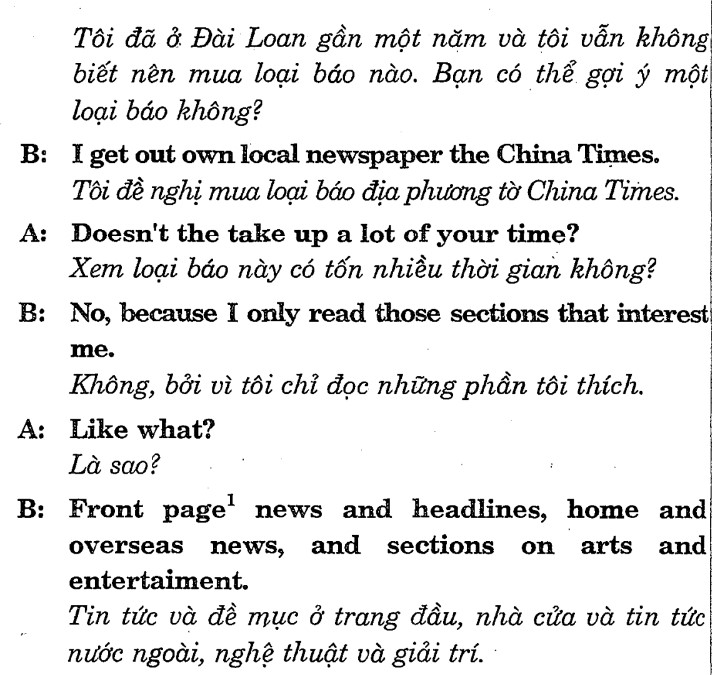 Tôi đã ở Đài Loan gần một năm và tôi vẫn không
biết nên mua loại báo nào. Bạn có thể gợi ý một
loại báo không?
B: I get out own local newspaper the China Times.
Tôi đề nghị mua loại báo địa phương tờ China Times.
A: Doesn't the take up a lot of your time?
Xem loại báo này có tốn nhiều thời gian không?
B: No, because I only read those sections that interest
me.
Không, bởi vì tôi chỉ đọc những phần tôi thích.
A: Like what?
Là sao?
B: Front page¹ news and headlines, home and
overseas news, and sections on arts and
entertaiment.
Tin tức và đề mục ở trang đầu, nhà cửa và tin tức
nước ngoài, nghệ thuật và giải trí.